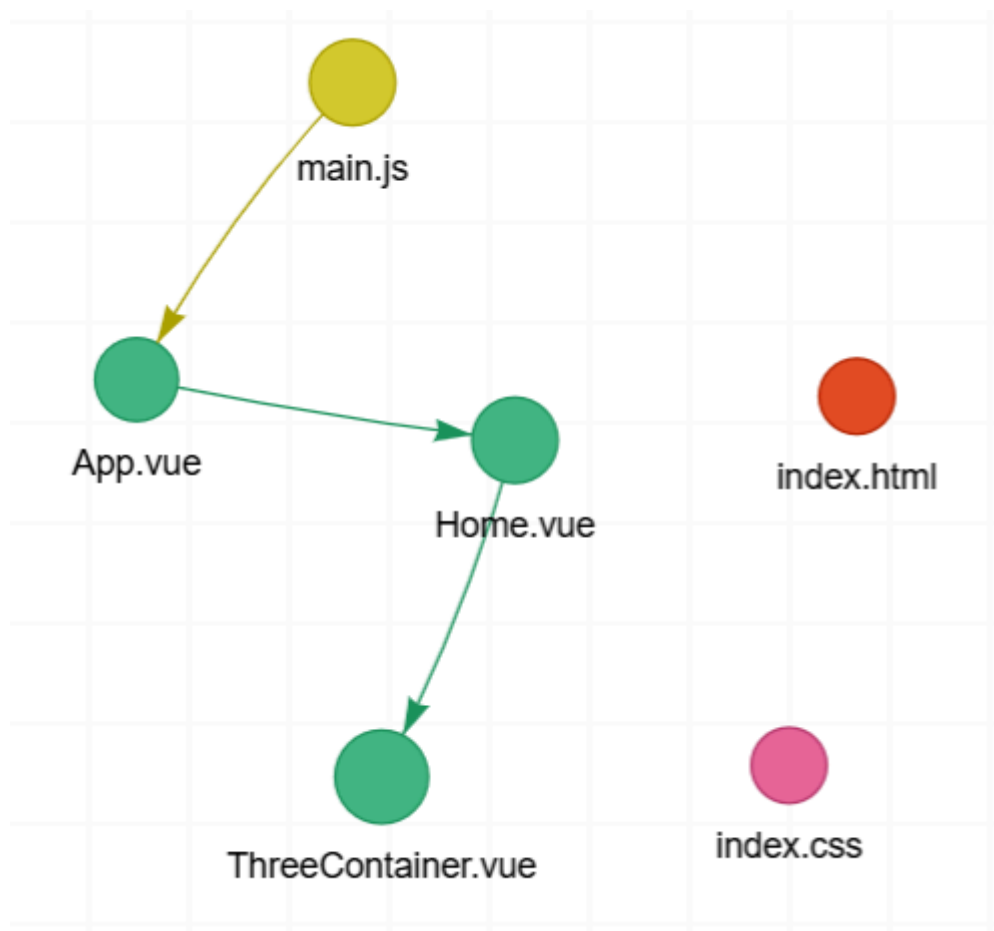 main.js
App.vue
Home.vue
index.html
ThreeContainer.vue
index.css